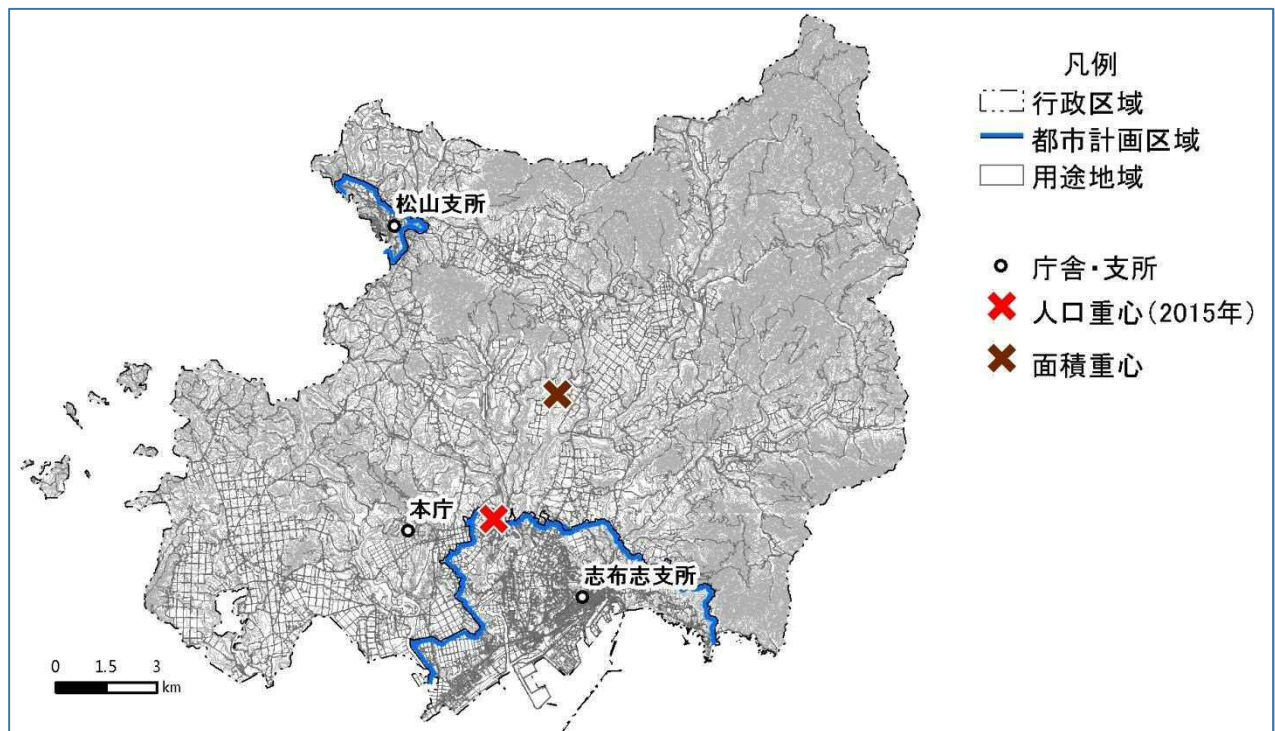 凡例
行政区域
都市計画区域
用途地域
庁舎・支所
人口重心(2015年)
面積重心
松山支所
本庁
志布志支所
0 1.5 3
km